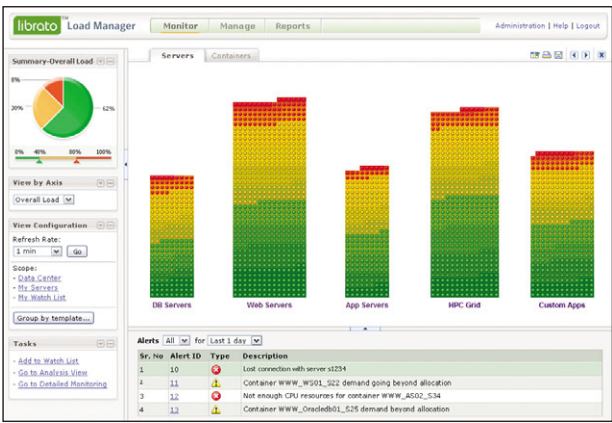 librato Load Manager
Monitor Manage Reports
Administration | Help | Logout
Summary-Overall Load
8%
20%
62%
0% 40% 80% 100%
View by Axis
Overall Load
View Configuration
Refresh Rate:
1 min Go
Scope:
- Data Center
- My Servers
- My Watch List
Group by template...
Tasks
- Add to Watch List
- Go to Analysis View
- Go to Detailed Monitoring
Servers Containers
DB Servers Web Servers App Servers HPC Grid Custom Apps
Alerts All for Last 1 day
Sr. No Alert ID Type Description
1 10 Lost connection with server s1234
2 11 Container WWW_WS01_S22 demand going beyond allocation
3 12 Not enough CPU resources for container WWW_AS02_S34
4 13 Container WWW_Oracledb01_S25 demand beyond allocation